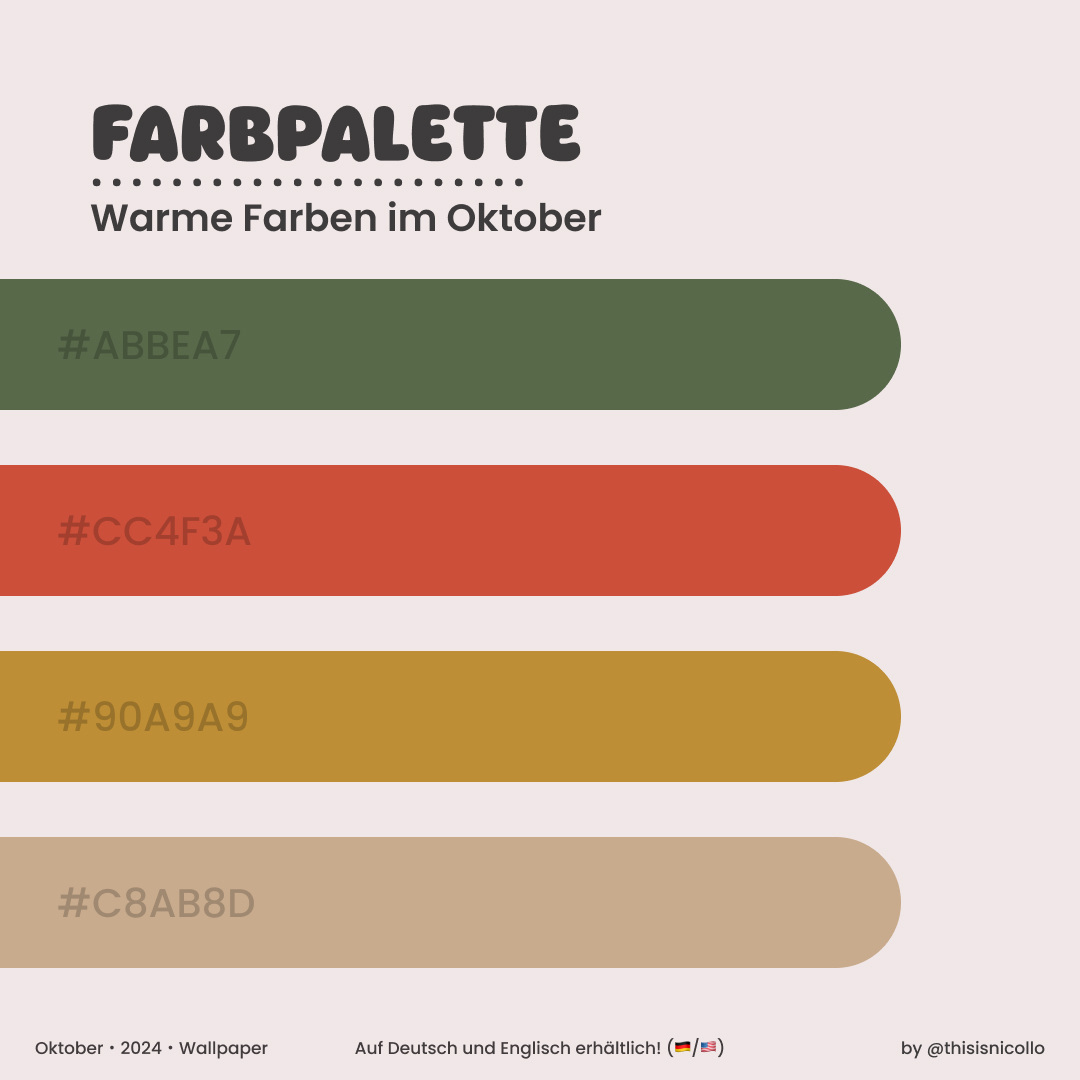 FARBPALETTE
Warme Farben im Oktober
#ABBEA7
#CC4F3A
#90A9A9
#C8AB8D
Oktober • 2024 • Wallpaper
Auf Deutsch und Englisch erhältlich! (🇩🇪/🇺🇸)
by @thisisnicollo